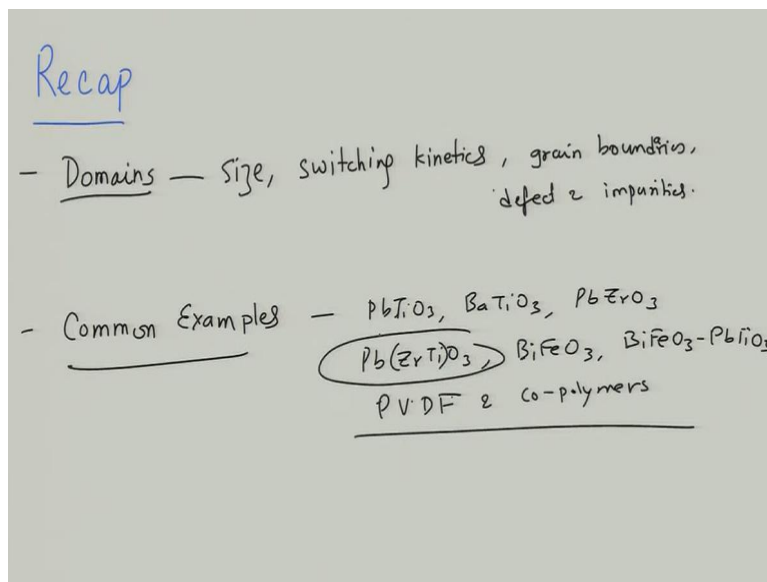 Recap
- Domains — Size, switching kinetics, grain boundries,
defect & impurities.
- Common Examples — PbTiO3, BaTiO3, PbZrO3
Pb(ZrTi)O3, BiFeO3, BiFeO3-PbTiO3
PVDF & co-polymers